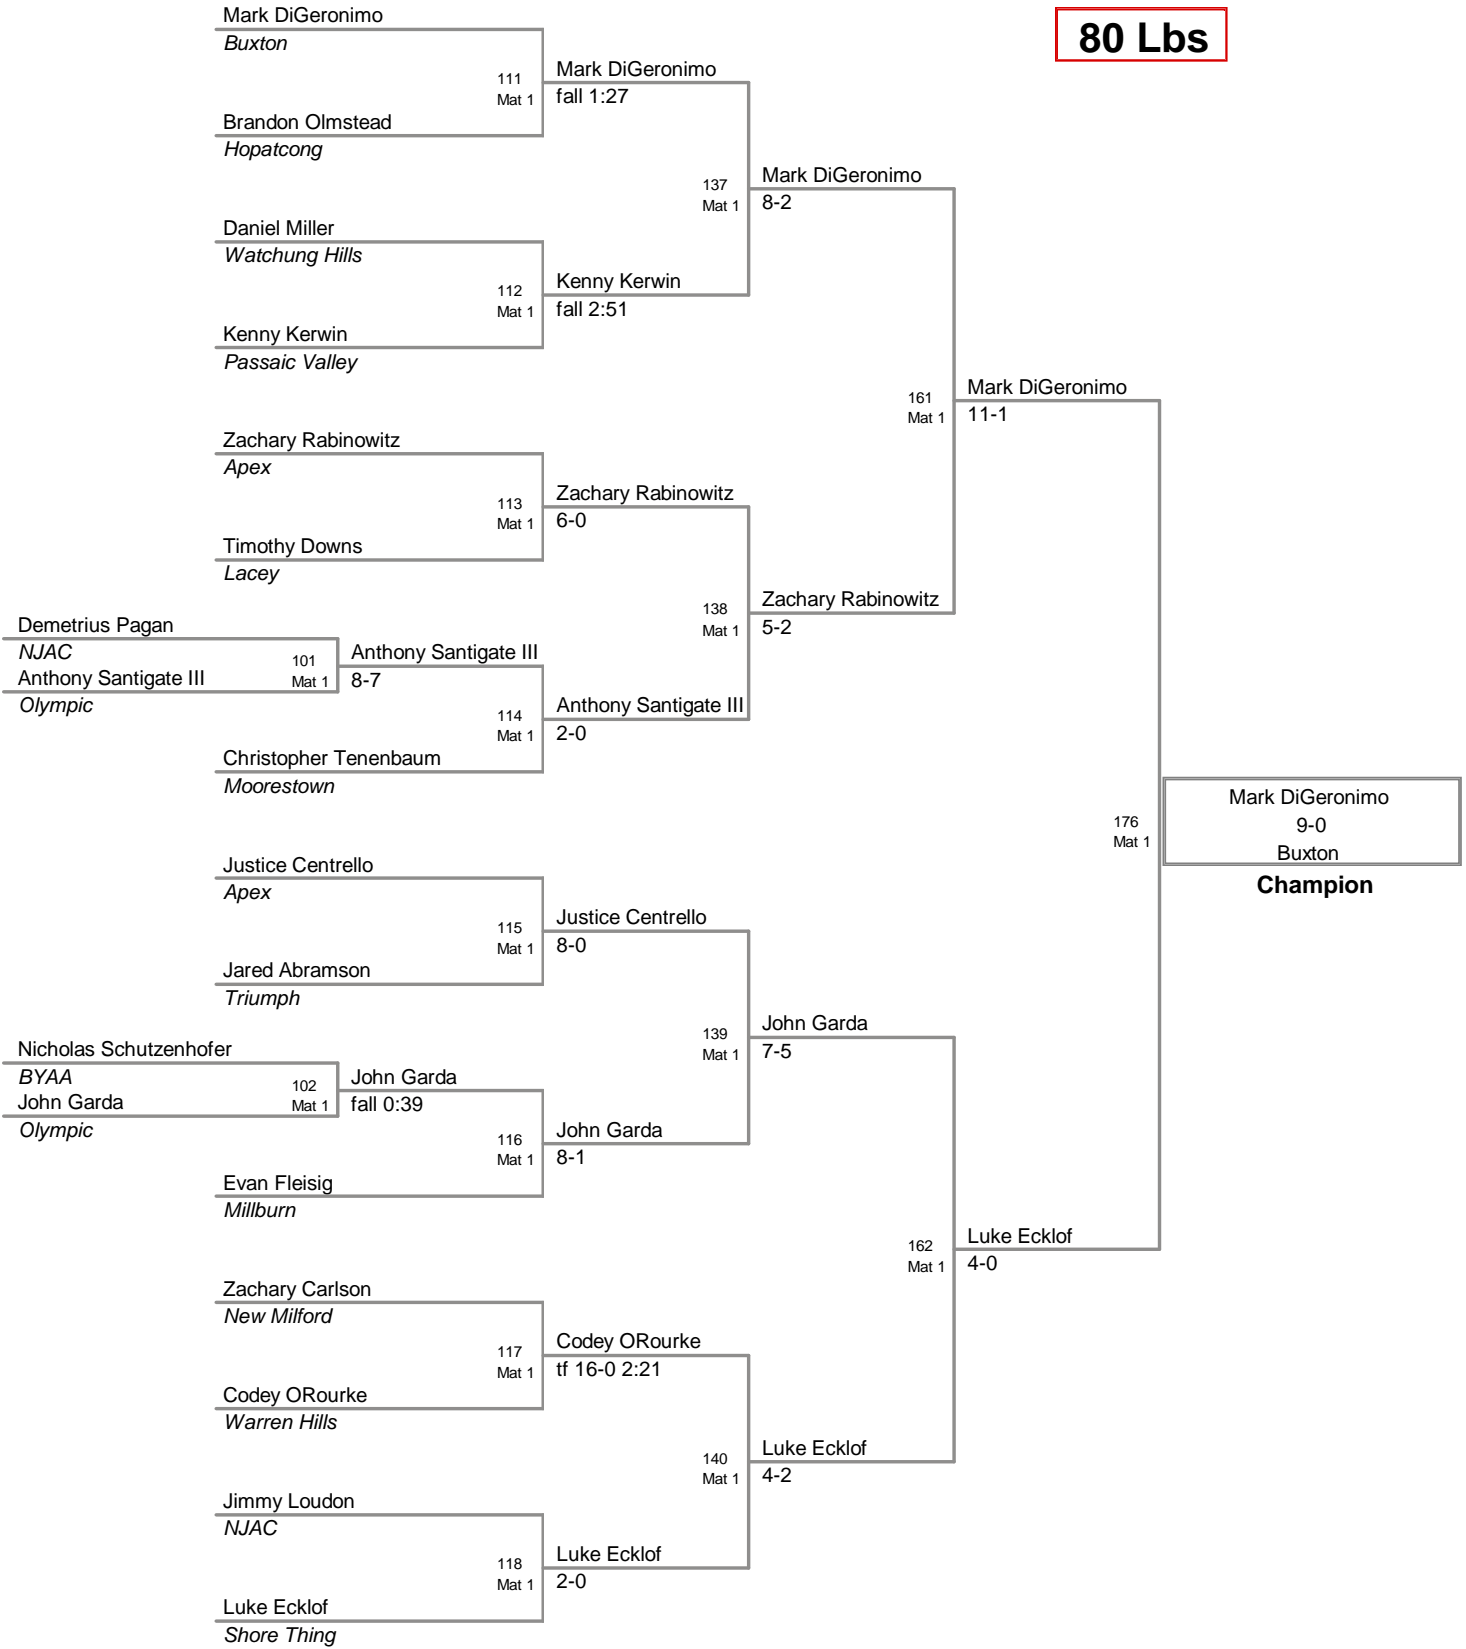 80 Lbs
Mark DiGeronimo
Buxton
111
Mat 1
Mark DiGeronimo
fall 1:27
Brandon Olmstead
Hopatcong
137
Mat 1
Mark DiGeronimo
8-2
Daniel Miller
Watchung Hills
112
Mat 1
Kenny Kerwin
fall 2:51
Kenny Kerwin
Passaic Valley
161
Mat 1
Mark DiGeronimo
11-1
Zachary Rabinowitz
Apex
113
Mat 1
Zachary Rabinowitz
6-0
Timothy Downs
Lacey
138
Mat 1
Zachary Rabinowitz
5-2
Demetrius Pagan
NJAC
Anthony Santigate III
Olympic
101
Mat 1
Anthony Santigate III
8-7
114
Mat 1
Anthony Santigate III
2-0
Christopher Tenenbaum
Moorestown
176
Mat 1
Mark DiGeronimo
9-0
Buxton
Champion
Justice Centrello
Apex
115
Mat 1
Justice Centrello
8-0
Jared Abramson
Triumph
139
Mat 1
John Garda
7-5
Nicholas Schutzenhofer
BYAA
John Garda
Olympic
102
Mat 1
John Garda
fall 0:39
116
Mat 1
John Garda
8-1
Evan Fleisig
Millburn
162
Mat 1
Luke Ecklof
4-0
Zachary Carlson
New Milford
117
Mat 1
Codey ORourke
tf 16-0 2:21
Codey ORourke
Warren Hills
140
Mat 1
Luke Ecklof
4-2
Jimmy Loudon
NJAC
118
Mat 1
Luke Ecklof
2-0
Luke Ecklof
Shore Thing